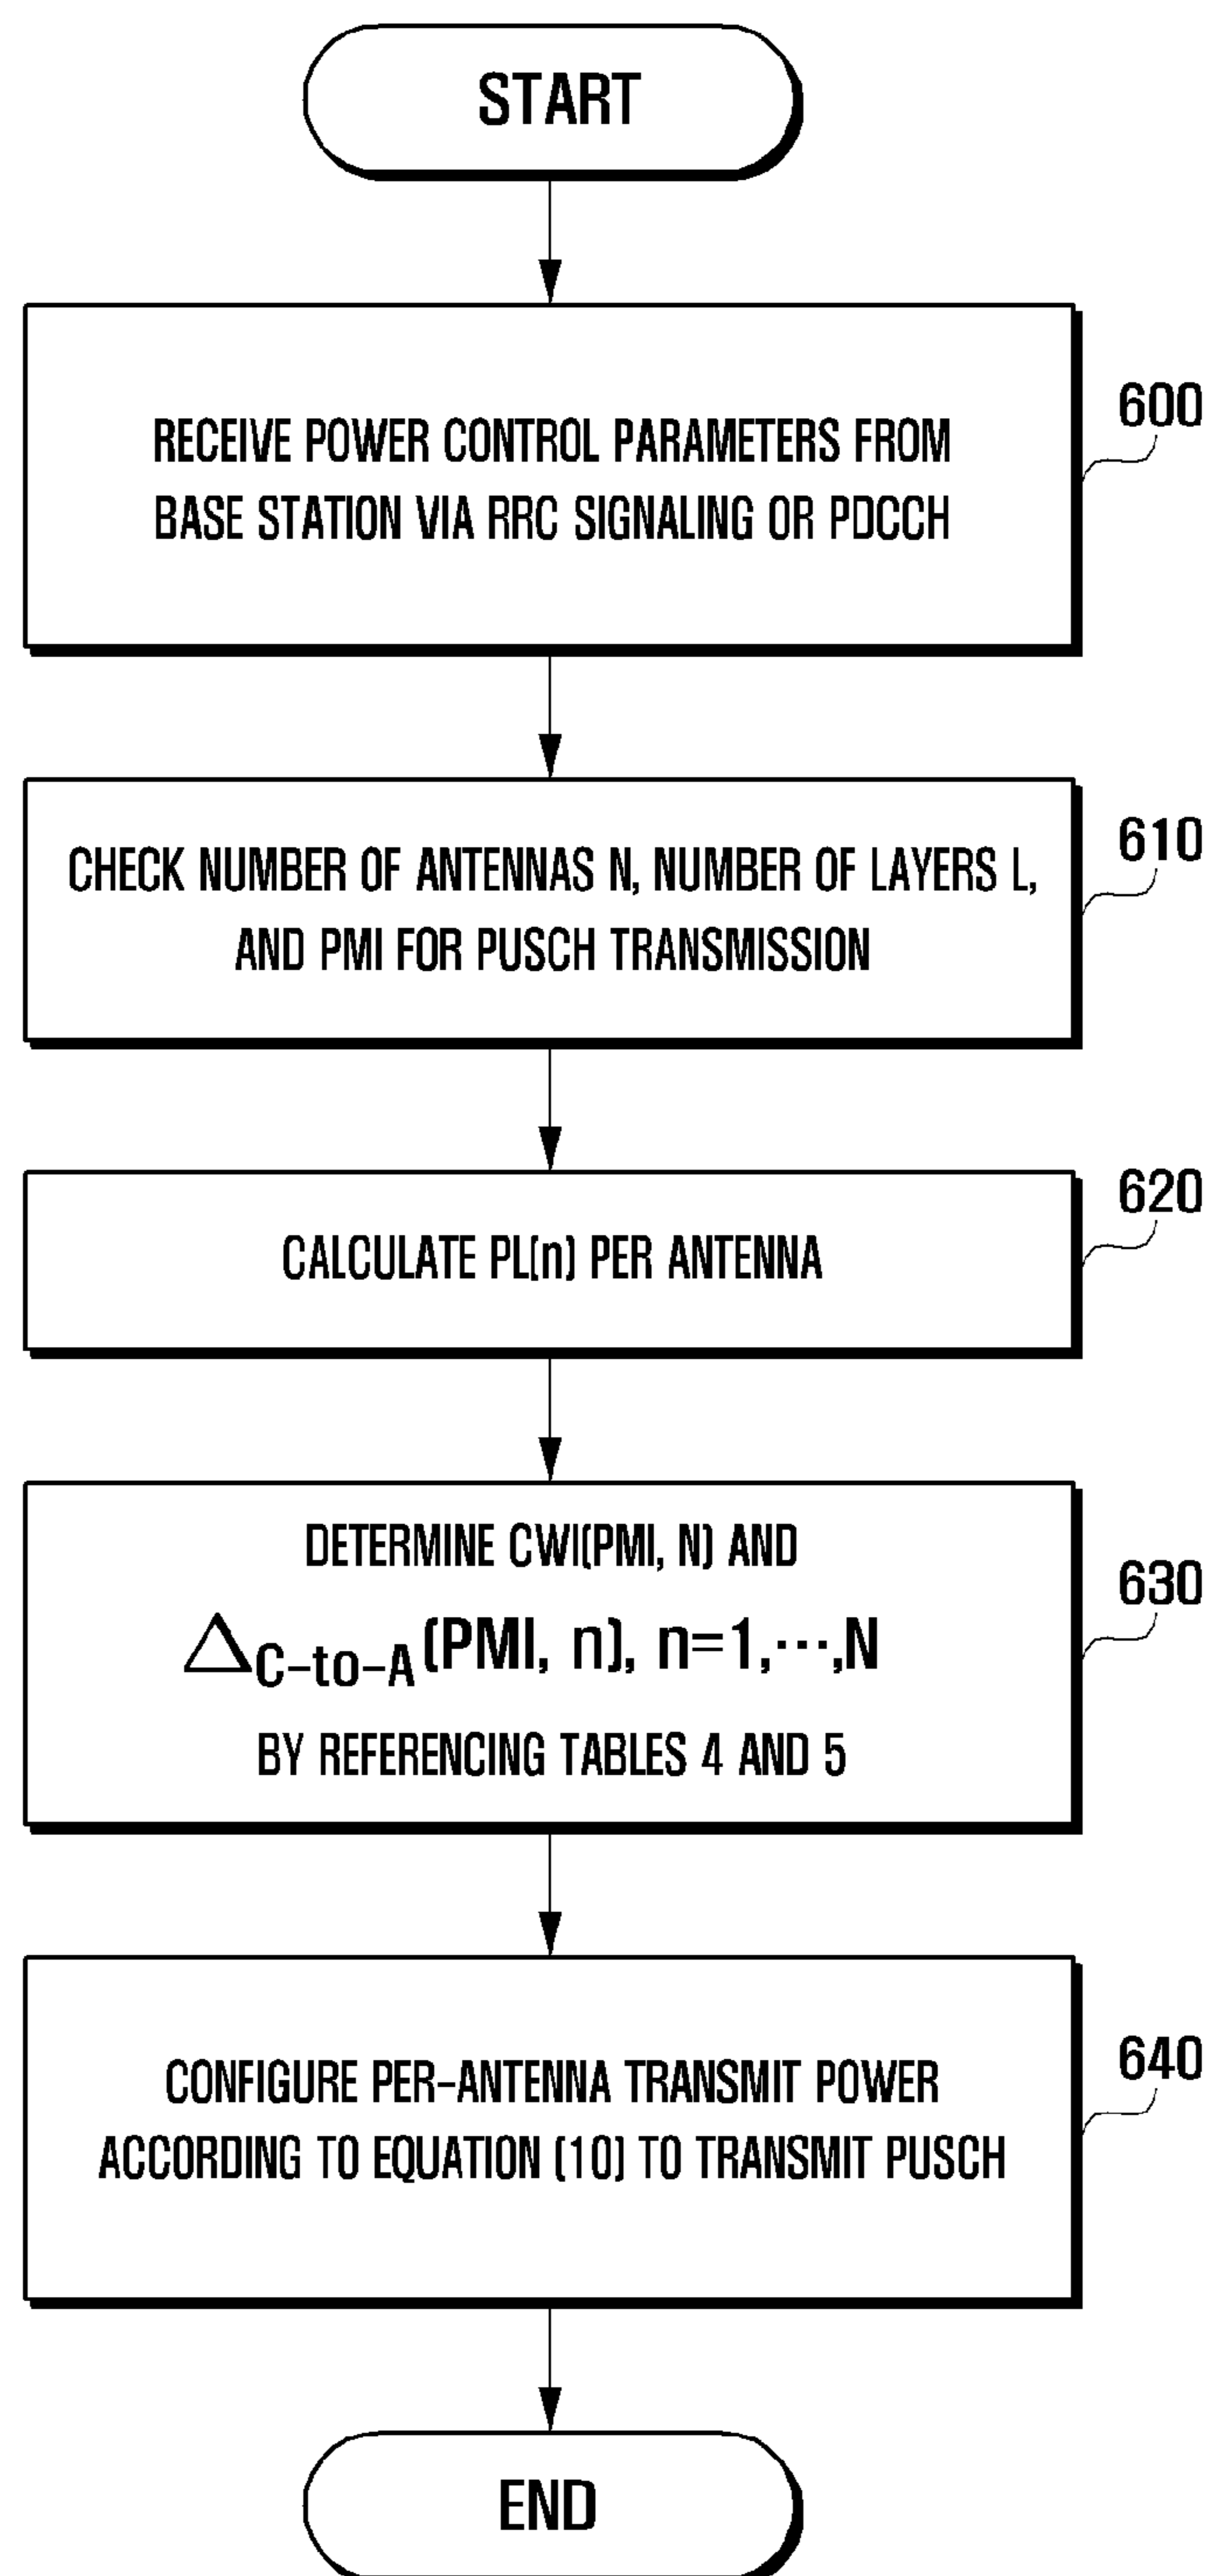 START
RECEIVE POWER CONTROL PARAMETERS FROM
BASE STATION VIA RRC SIGNALING OR PDCCH
600
CHECK NUMBER OF ANTENNAS N, NUMBER OF LAYERS L,
AND PMI FOR PUSCH TRANSMISSION
610
CALCULATE PL(n) PER ANTENNA
620
DETERMINE CWI(PMI, N) AND
△C-to-A(PMI, n), n=1,⋯,N
BY REFERENCING TABLES 4 AND 5
630
CONFIGURE PER-ANTENNA TRANSMIT POWER
ACCORDING TO EQUATION (10) TO TRANSMIT PUSCH
640
END